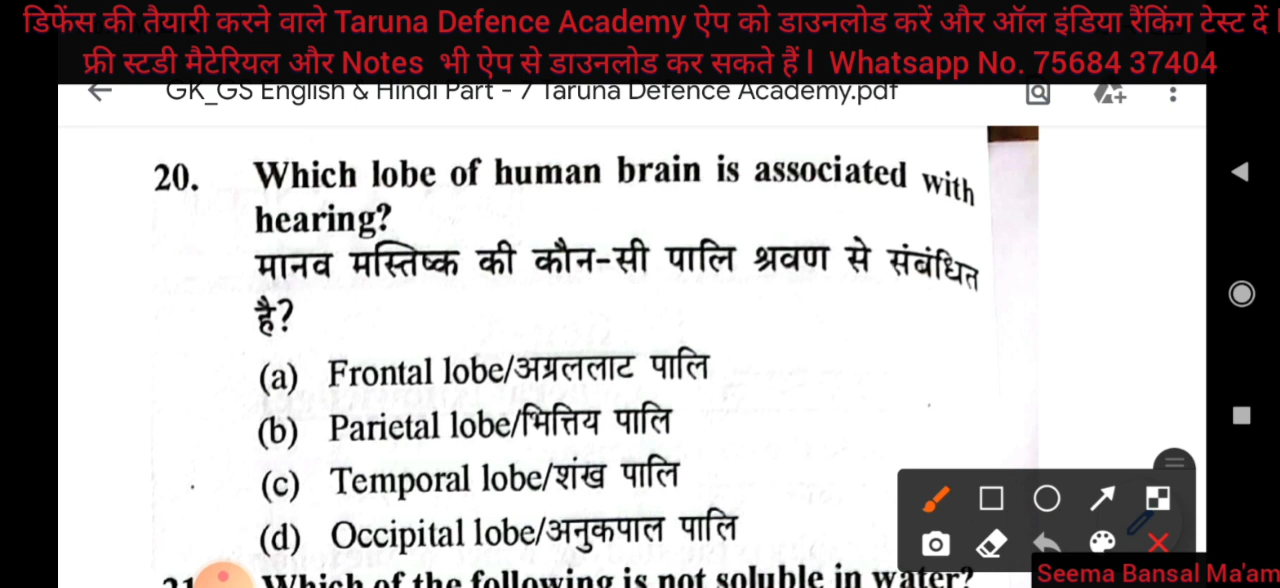 डिफेंस की तैयारी करने वाले Taruna Defence Academy ऐप को डाउनलोड करें और ऑल इंडिया रैंकिंग टेस्ट दें।
फ्री स्टडी मैटेरियल और Notes भी ऐप से डाउनलोड कर सकते हैं। Whatsapp No. 75684 37404
GK_GS English & Hindi Part - 7 Taruna Defence Academy.pdf
20. Which lobe of human brain is associated with
hearing?
मानव मस्तिष्क की कौन-सी पालि श्रवण से संबंधित
है?
(a) Frontal lobe/अग्रललाट पालि
(b) Parietal lobe/भित्तिय पालि
(c) Temporal lobe/शंख पालि
(d) Occipital lobe/अनुकपाल पालि
21. Which of the following is not soluble in water?
Seema Bansal Ma'am